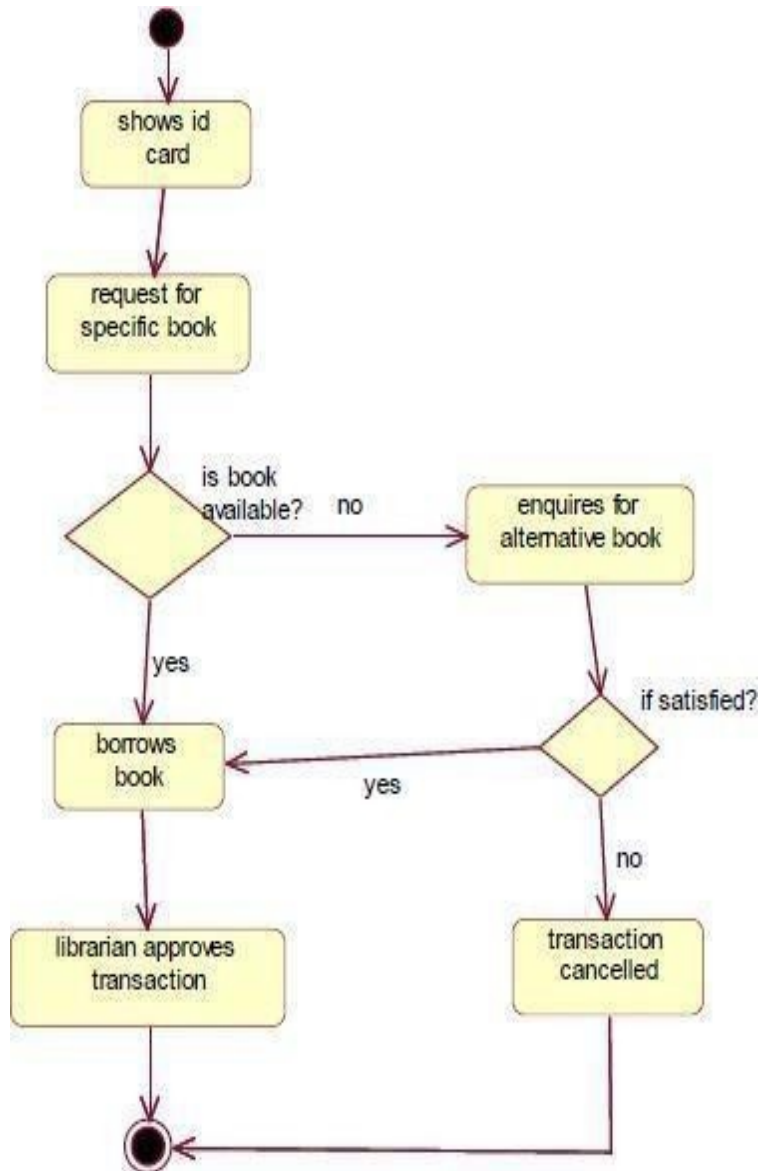 shows id
card
request for
specific book
is book
available?
no
enquires for
alternative book
yes
if satisfied?
borrows
book
yes
no
librarian approves
transaction
transaction
cancelled